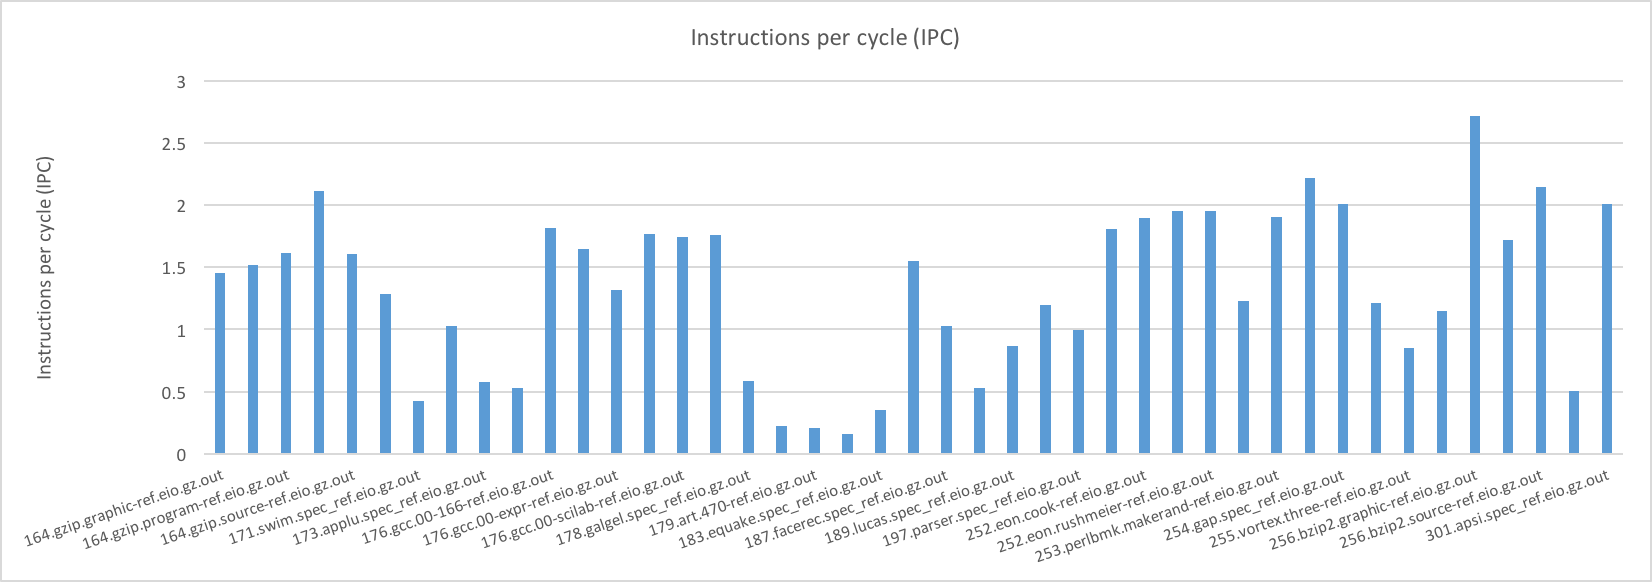 Instructions per cycle (IPC)
Instructions per cycle (IPC)
3
2.5
2
1.5
1
0.5
0
164.gzip.graphic-ref.eio.gz.out
164.gzip.program-ref.eio.gz.out
164.gzip.source-ref.eio.gz.out
171.swim.spec_ref.eio.gz.out
173.applu.spec_ref.eio.gz.out
176.gcc.00-166-ref.eio.gz.out
176.gcc.00-expr-ref.eio.gz.out
176.gcc.00-scilab-ref.eio.gz.out
178.galgel.spec_ref.eio.gz.out
179.art.470-ref.eio.gz.out
183.equake.spec_ref.eio.gz.out
187.facerec.spec_ref.eio.gz.out
189.lucas.spec_ref.eio.gz.out
197.parser.spec_ref.eio.gz.out
252.eon.cook-ref.eio.gz.out
252.eon.rushmeier-ref.eio.gz.out
253.perlbmk.makerand-ref.eio.gz.out
254.gap.spec_ref.eio.gz.out
255.vortex.three-ref.eio.gz.out
256.bzip2.graphic-ref.eio.gz.out
256.bzip2.source-ref.eio.gz.out
301.apsi.spec_ref.eio.gz.out